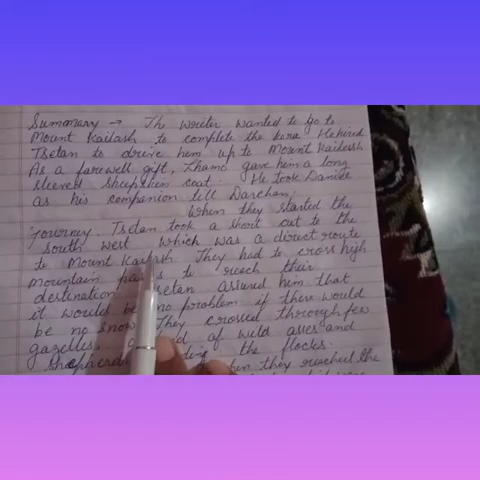 Summary → The writer wanted to go to
Mount Kailash to complete the kora He hired
Tsetan to drive him up to Mount Kailash
As a farewell gift, Lhamo gave him a long
sleeved sheepskin coat. He took Daniel
as his companion till Darchan.
When they started the
journey. Tsetan took a short cut to the
south west which was a direct route
to Mount Kailash They had to cross high
mountain to reach their
destination assured him that
it would be no problem if there would
be no snow They crossed through few
gazelles, of wild asses and
the flocks.
they reached the